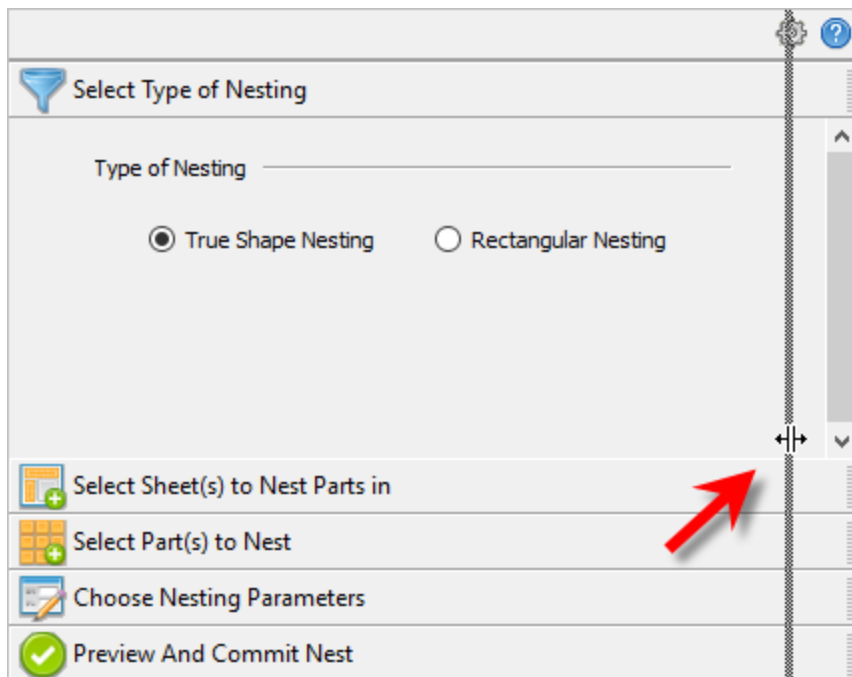 Select Type of Nesting
Type of Nesting
True Shape Nesting Rectangular Nesting
Select Sheet(s) to Nest Parts in
Select Part(s) to Nest
Choose Nesting Parameters
Preview And Commit Nest